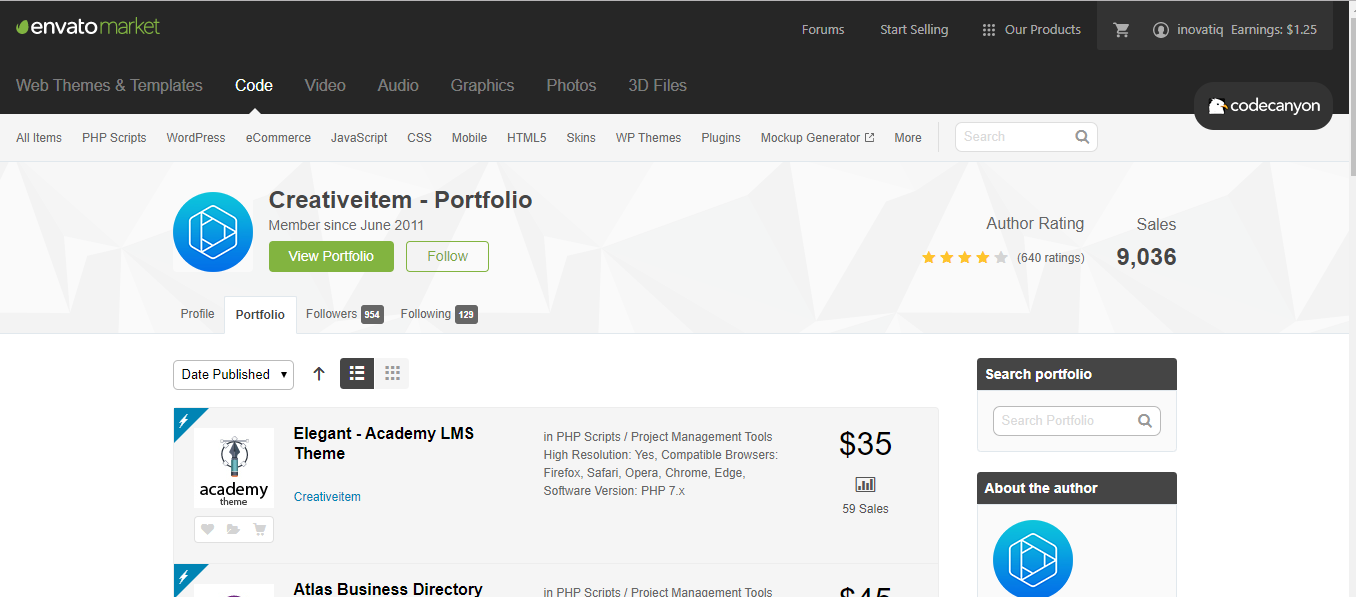 envatomarket
Forums
Start Selling
Our Products
inovatiq Earnings: $1.25
Web Themes & Templates
Code
Video
Audio
Graphics
Photos
3D Files
codecanyon
All Items
PHP Scripts
WordPress
eCommerce
JavaScript
CSS
Mobile
HTML5
Skins
WP Themes
Plugins
Mockup Generator
More
Search
Creativeitem - Portfolio
Member since June 2011
View Portfolio
Follow
Author Rating
(640 ratings)
Sales
9,036
Profile
Portfolio
Followers 954
Following 129
Date Published
Elegant - Academy LMS
Theme
Creativeitem
academy
theme
in PHP Scripts / Project Management Tools
High Resolution: Yes, Compatible Browsers:
Firefox, Safari, Opera, Chrome, Edge,
Software Version: PHP 7.x
$35
59 Sales
Search portfolio
Search Portfolio
About the author
Atlas Business Directory
in PHP Scripts / Project Management Tools
$45